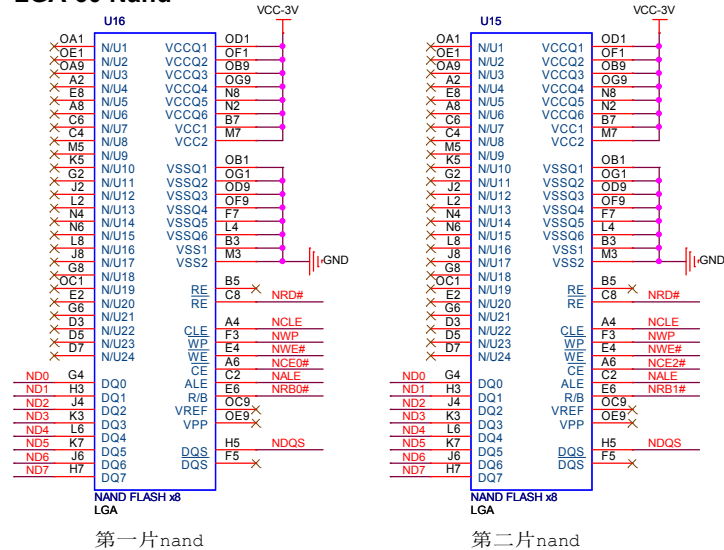 LGA-60 Nand
U16
VCC-3V
OA1 N/U1 VCCQ1 OD1
OE1 N/U2 VCCQ2 OF1
OA9 N/U3 VCCQ3 OB9
A2 N/U4 VCCQ4 OG9
E8 N/U5 VCCQ5 N8
A8 N/U6 VCCQ6 N2
C6 N/U7 VCC1 B7
C4 N/U8 VCC2 M7
M5 N/U9
K5 N/U10 VSSQ1 OB1
G2 N/U11 VSSQ2 OG1
J2 N/U12 VSSQ3 OD9
L2 N/U13 VSSQ4 OF9
N4 N/U14 VSSQ5 F7
N6 N/U15 VSSQ6 L4
L8 N/U16 VSS1 B3
J8 N/U17 VSS2 M3 GND
G8 N/U18
OC1 N/U19 RE B5
E2 N/U20 RE C8 NRD#
G6 N/U21
D3 N/U22 CLE A4 NCLE
D5 N/U23 WP F3 NWP
D7 N/U24 WE E4 NWE#
CE A6 NCE0#
ND0 G4 DQ0 ALE C2 NALE
ND1 H3 DQ1 R/B E6 NRB0#
ND2 J4 DQ2 VREF OC9
ND3 K3 DQ3 VPP OE9
ND4 L6 DQ4
ND5 K7 DQ5 DQS H5 NDQS
ND6 J6 DQ6 DQS F5
ND7 H7 DQ7
NAND FLASH x8
LGA
第一片nand
U15
VCC-3V
OA1 N/U1 VCCQ1 OD1
OE1 N/U2 VCCQ2 OF1
OA9 N/U3 VCCQ3 OB9
A2 N/U4 VCCQ4 OG9
E8 N/U5 VCCQ5 N8
A8 N/U6 VCCQ6 N2
C6 N/U7 VCC1 B7
C4 N/U8 VCC2 M7
M5 N/U9
K5 N/U10 VSSQ1 OB1
G2 N/U11 VSSQ2 OG1
J2 N/U12 VSSQ3 OD9
L2 N/U13 VSSQ4 OF9
N4 N/U14 VSSQ5 F7
N6 N/U15 VSSQ6 L4
L8 N/U16 VSS1 B3
J8 N/U17 VSS2 M3 GND
G8 N/U18
OC1 N/U19 RE B5
E2 N/U20 RE C8 NRD#
G6 N/U21
D3 N/U22 CLE A4 NCLE
D5 N/U23 WP F3 NWP
D7 N/U24 WE E4 NWE#
CE A6 NCE2#
ND0 G4 DQ0 ALE C2 NALE
ND1 H3 DQ1 R/B E6 NRB1#
ND2 J4 DQ2 VREF OC9
ND3 K3 DQ3 VPP OE9
ND4 L6 DQ4
ND5 K7 DQ5 DQS H5 NDQS
ND6 J6 DQ6 DQS F5
ND7 H7 DQ7
NAND FLASH x8
LGA
第二片nand